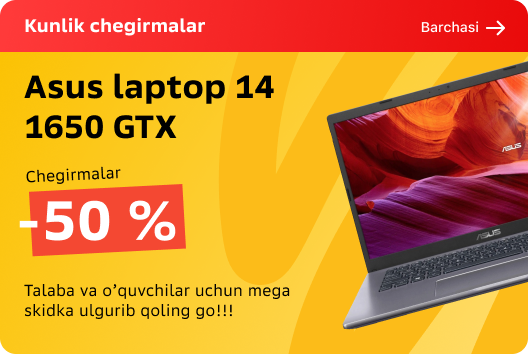 Kunlik chegirmalar
Barchasi
Asus laptop 14
1650 GTX
Chegirmalar
-50 %
Talaba va o’quvchilar uchun mega
skidka ulgurib qoling go!!!
ASUS
ASUS